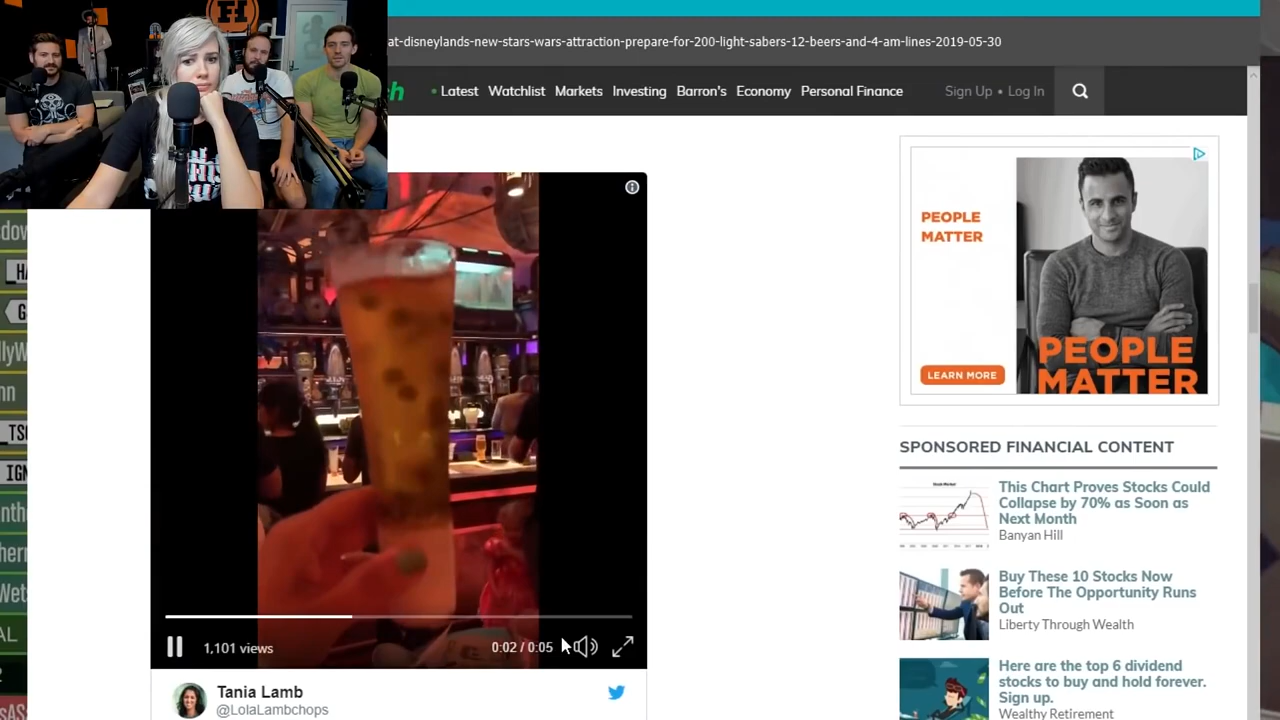 FH
at-disneylands-new-stars-wars-attraction-prepare-for-200-light-sabers-12-beers-and-4-am-lines-2019-05-30
Latest Watchlist Markets Investing Barron's Economy Personal Finance Sign Up • Log In
PEOPLE
MATTER
LEARN MORE
PEOPLE
MATTER
SPONSORED FINANCIAL CONTENT
This Chart Proves Stocks Could
Collapse by 70% as Soon as
Next Month
Banyan Hill
Buy These 10 Stocks Now
Before The Opportunity Runs
Out
Liberty Through Wealth
Here are the top 6 dividend
stocks to buy and hold forever.
Sign up.
Wealthy Retirement
1,101 views
0:02 / 0:05
Tania Lamb
@LolaLambchops
IGN